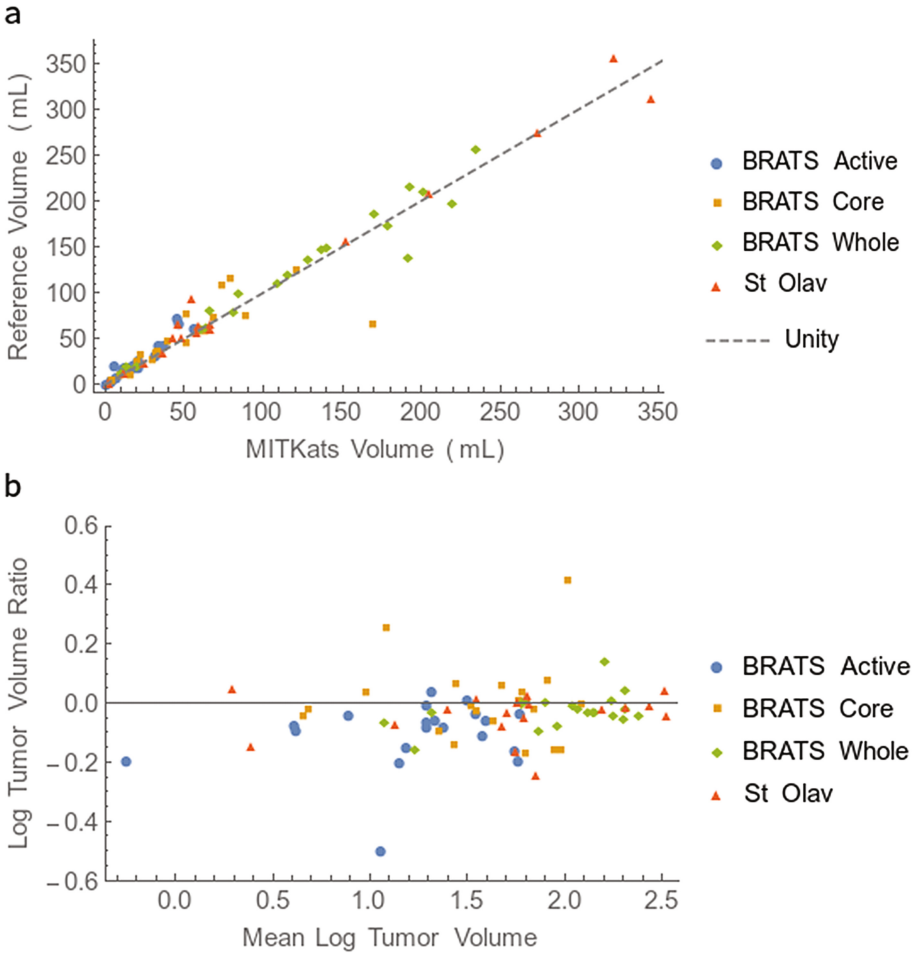 a
Reference Volume (mL)
350
300
250
200
150
100
50
0
0 50 100 150 200 250 300 350
MITKats Volume (mL)
BRATS Active
BRATS Core
BRATS Whole
St Olav
Unity
b
Log Tumor Volume Ratio
0.6
0.4
0.2
0.0
−0.2
−0.4
−0.6
0.0 0.5 1.0 1.5 2.0 2.5
Mean Log Tumor Volume
BRATS Active
BRATS Core
BRATS Whole
St Olav